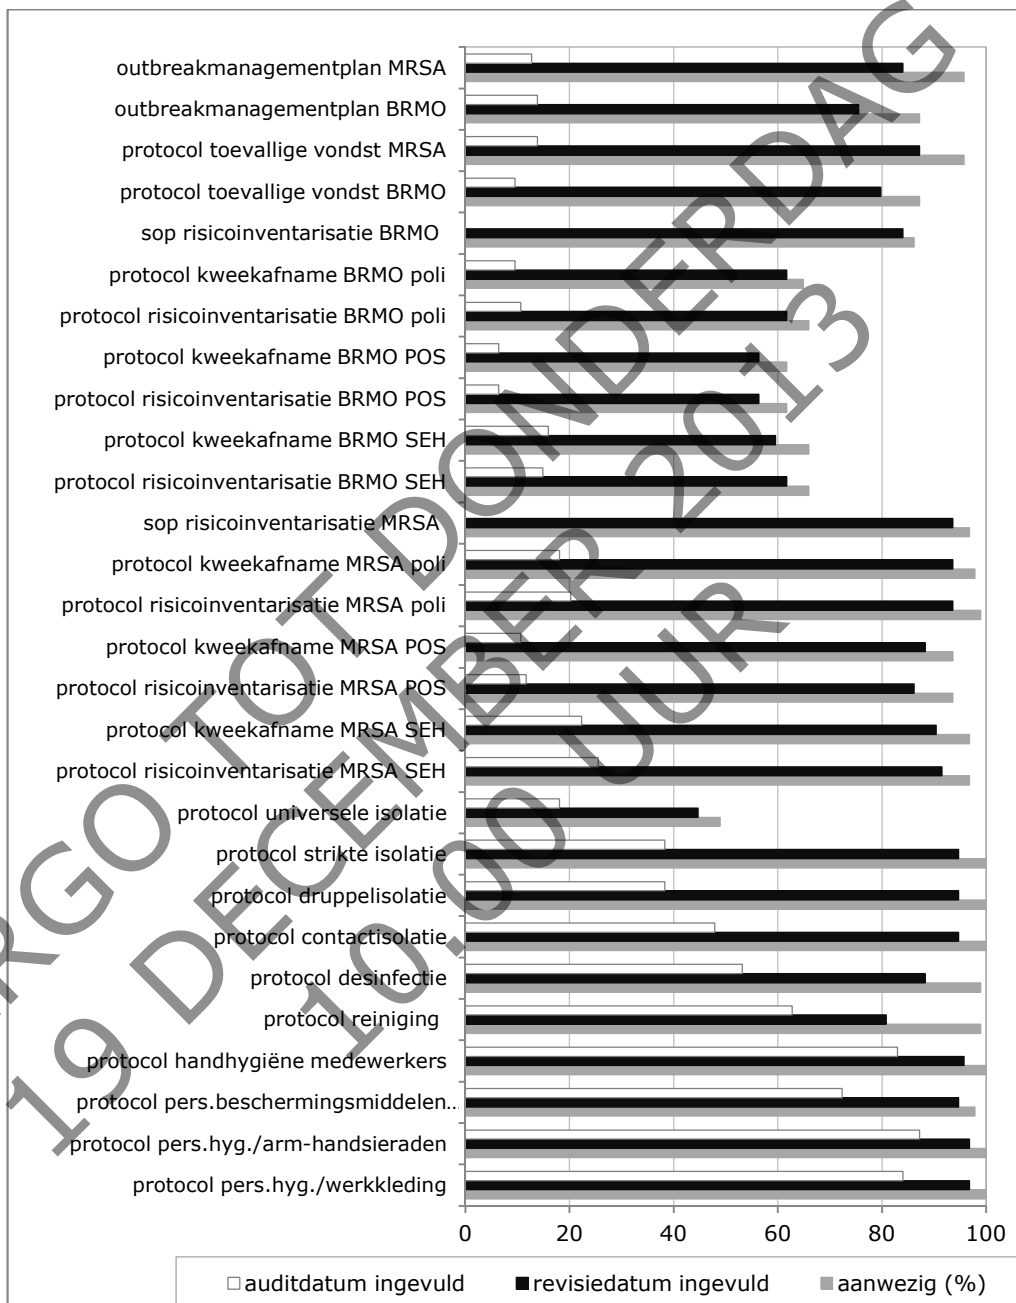 outbreakmanagementplan MRSA
outbreakmanagementplan BRMO
protocol toevallige vondst MRSA
protocol toevallige vondst BRMO
sop risicoinventarisatie BRMO
protocol kweekafname BRMO poli
protocol risicoinventarisatie BRMO poli
protocol kweekafname BRMO POS
protocol risicoinventarisatie BRMO POS
protocol kweekafname BRMO SEH
protocol risicoinventarisatie BRMO SEH
sop risicoinventarisatie MRSA
protocol kweekafname MRSA poli
protocol risicoinventarisatie MRSA poli
protocol kweekafname MRSA POS
protocol risicoinventarisatie MRSA POS
protocol kweekafname MRSA SEH
protocol risicoinventarisatie MRSA SEH
protocol universele isolatie
protocol strikte isolatie
protocol druppelisolatie
protocol contactisolatie
protocol desinfectie
protocol reiniging
protocol handhygiëne medewerkers
protocol pers.beschermingsmiddelen...
protocol pers.hyg./arm-handsieraden
protocol pers.hyg./werkkleding
0 20 40 60 80 100
auditdatum ingevuld revisiedatum ingevuld aanwezig (%)
TOT DONDERDAG
19 DECEMBER 2013
10.00 UUR